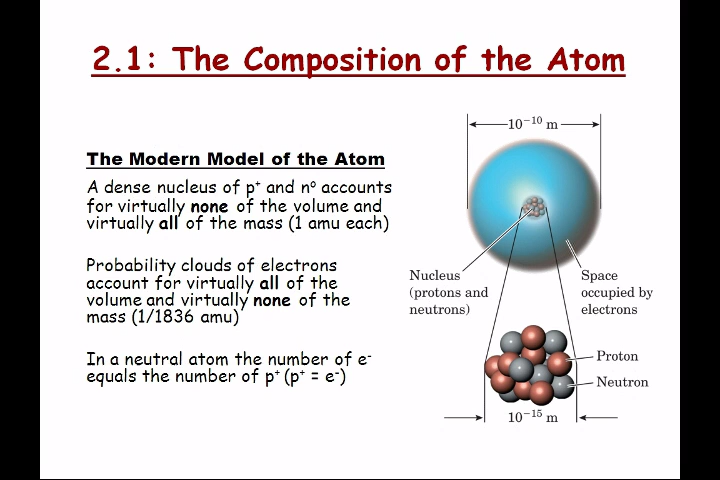 2.1: The Composition of the Atom
The Modern Model of the Atom
A dense nucleus of p⁺ and n⁰ accounts
for virtually none of the volume and
virtually all of the mass (1 amu each)
Probability clouds of electrons
account for virtually all of the
volume and virtually none of the
mass (1/1836 amu)
In a neutral atom the number of e⁻
equals the number of p⁺ (p⁺ = e⁻)
10⁻¹⁰ m
Nucleus
(protons and
neutrons)
Space
occupied by
electrons
Proton
Neutron
10⁻¹⁵ m